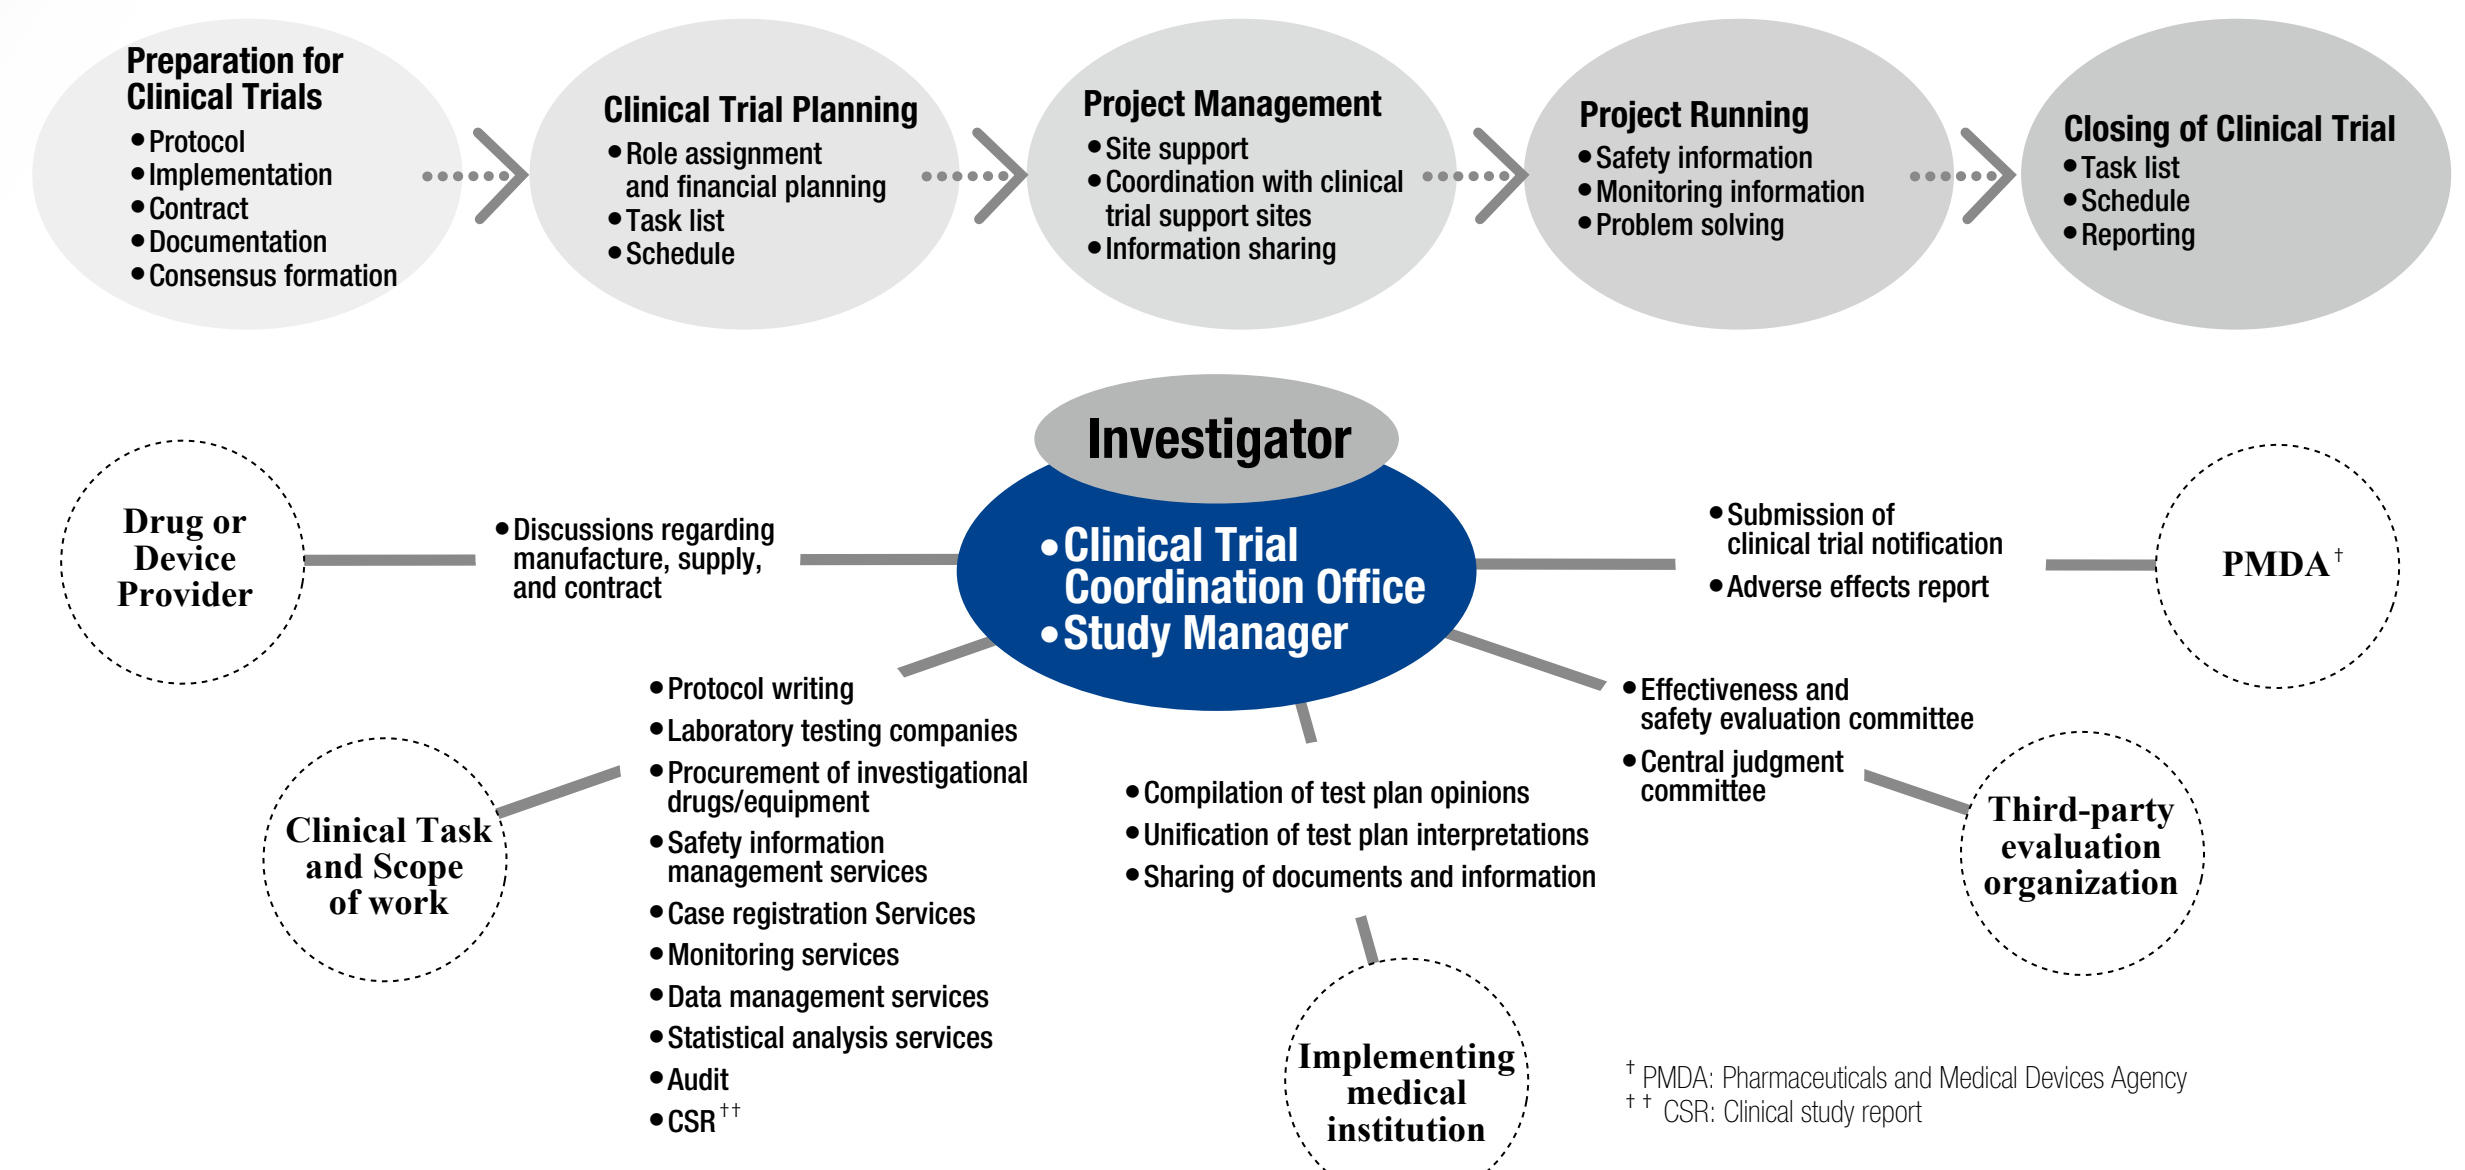 Preparation for
Clinical Trials
●Protocol
●Implementation
●Contract
●Documentation
●Consensus formation
Clinical Trial Planning
●Role assignment
and financial planning
●Task list
●Schedule
Project Management
●Site support
●Coordination with clinical
trial support sites
●Information sharing
Project Running
●Safety information
●Monitoring information
●Problem solving
Closing of Clinical Trial
●Task list
●Schedule
●Reporting
Investigator
●Clinical Trial
Coordination Office
●Study Manager
Drug or
Device
Provider
●Discussions regarding
manufacture, supply,
and contract
●Submission of
clinical trial notification
●Adverse effects report
PMDA†
Clinical Task
and Scope
of work
●Protocol writing
●Laboratory testing companies
●Procurement of investigational
drugs/equipment
●Safety information
management services
●Case registration Services
●Monitoring services
●Data management services
●Statistical analysis services
●Audit
●CSR††
●Compilation of test plan opinions
●Unification of test plan interpretations
●Sharing of documents and information
Implementing
medical
institution
●Effectiveness and
safety evaluation committee
●Central judgment
committee
Third-party
evaluation
organization
† PMDA: Pharmaceuticals and Medical Devices Agency
†† CSR: Clinical study report